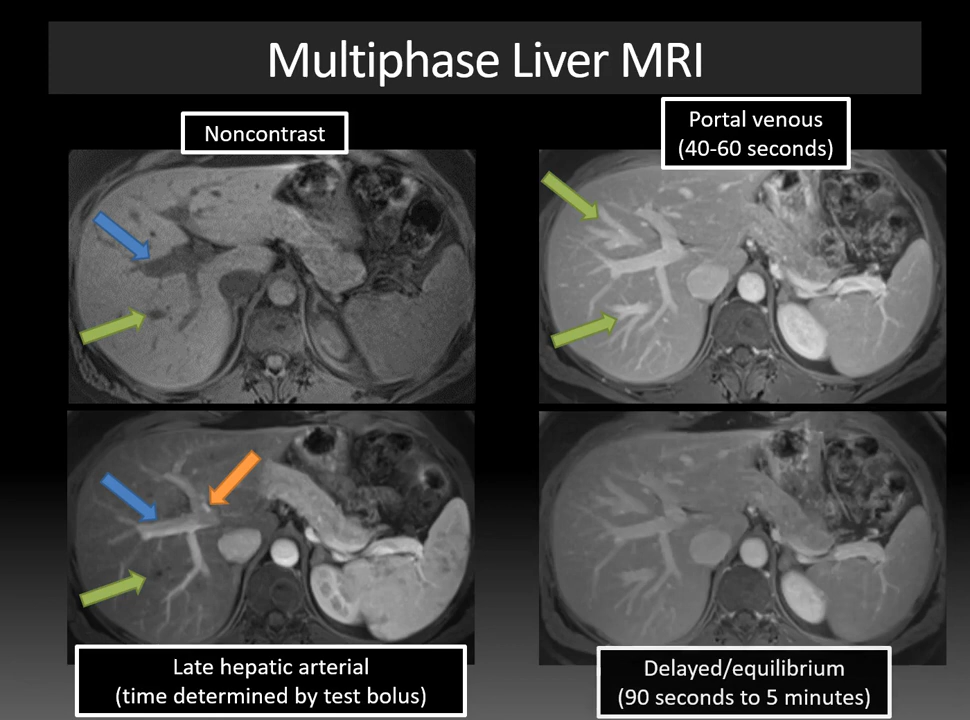 Multiphase Liver MRI
Noncontrast
Portal venous
(40-60 seconds)
Late hepatic arterial
(time determined by test bolus)
Delayed/equilibrium
(90 seconds to 5 minutes)